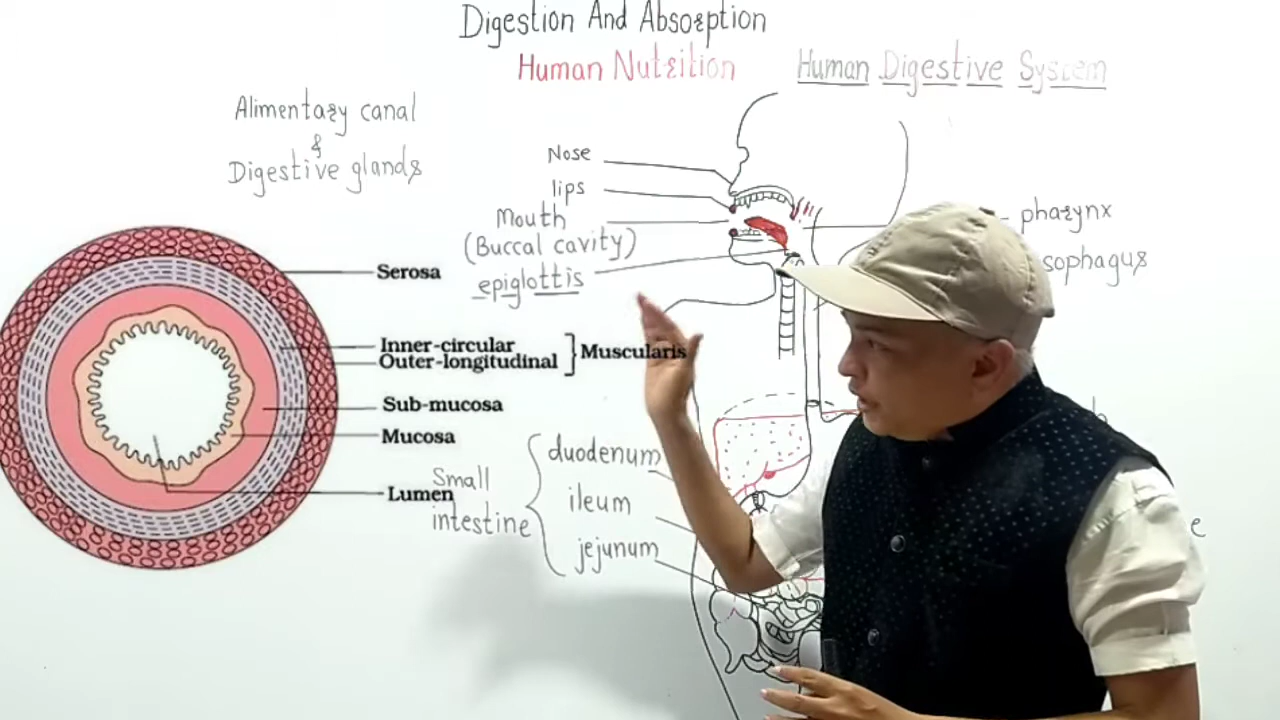 Digestion And Absorption
Human Nutrition
Human Digestive System
Alimentary canal
&
Digestive glands
Nose
lips
Mouth
(Buccal cavity)
epiglottis
pharynx
sophagus
Serosa
Inner-circular
Outer-longitudinal
Muscularis
Sub-mucosa
Mucosa
Lumen
Small
intestine
duodenum
ileum
jejunum